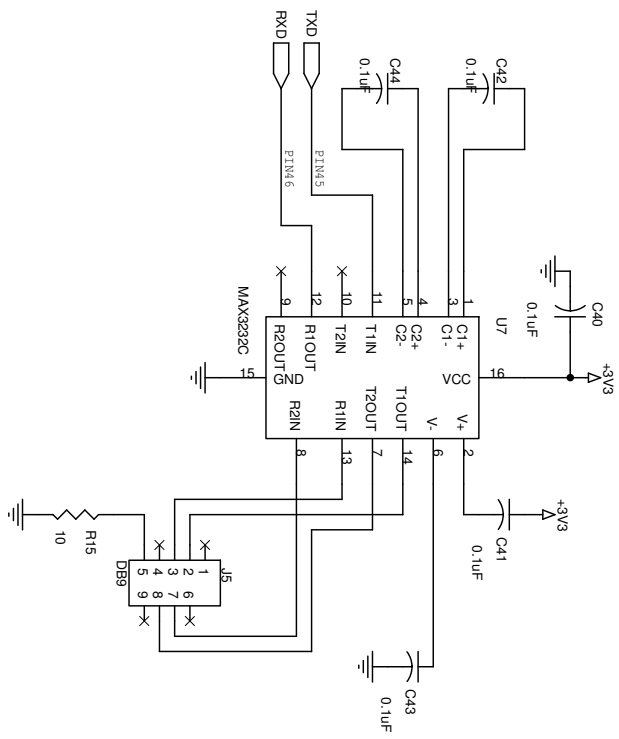 TXD
RXD
PIN45
PIN46
C44
0.1uF
C42
0.1uF
C40
0.1uF
+3V3
U7
MAX3232C
1
3
4
5
11
10
12
9
C1+
C1-
C2+
C2-
T1IN
T2IN
R1OUT
R2OUT
VCC
16
GND
15
V+
V-
T1OUT
T2OUT
R1IN
R2IN
2
6
14
7
13
8
+3V3
C41
0.1uF
C43
0.1uF
R15
10
J5
DB9
1
2
3
4
5
6
7
8
9